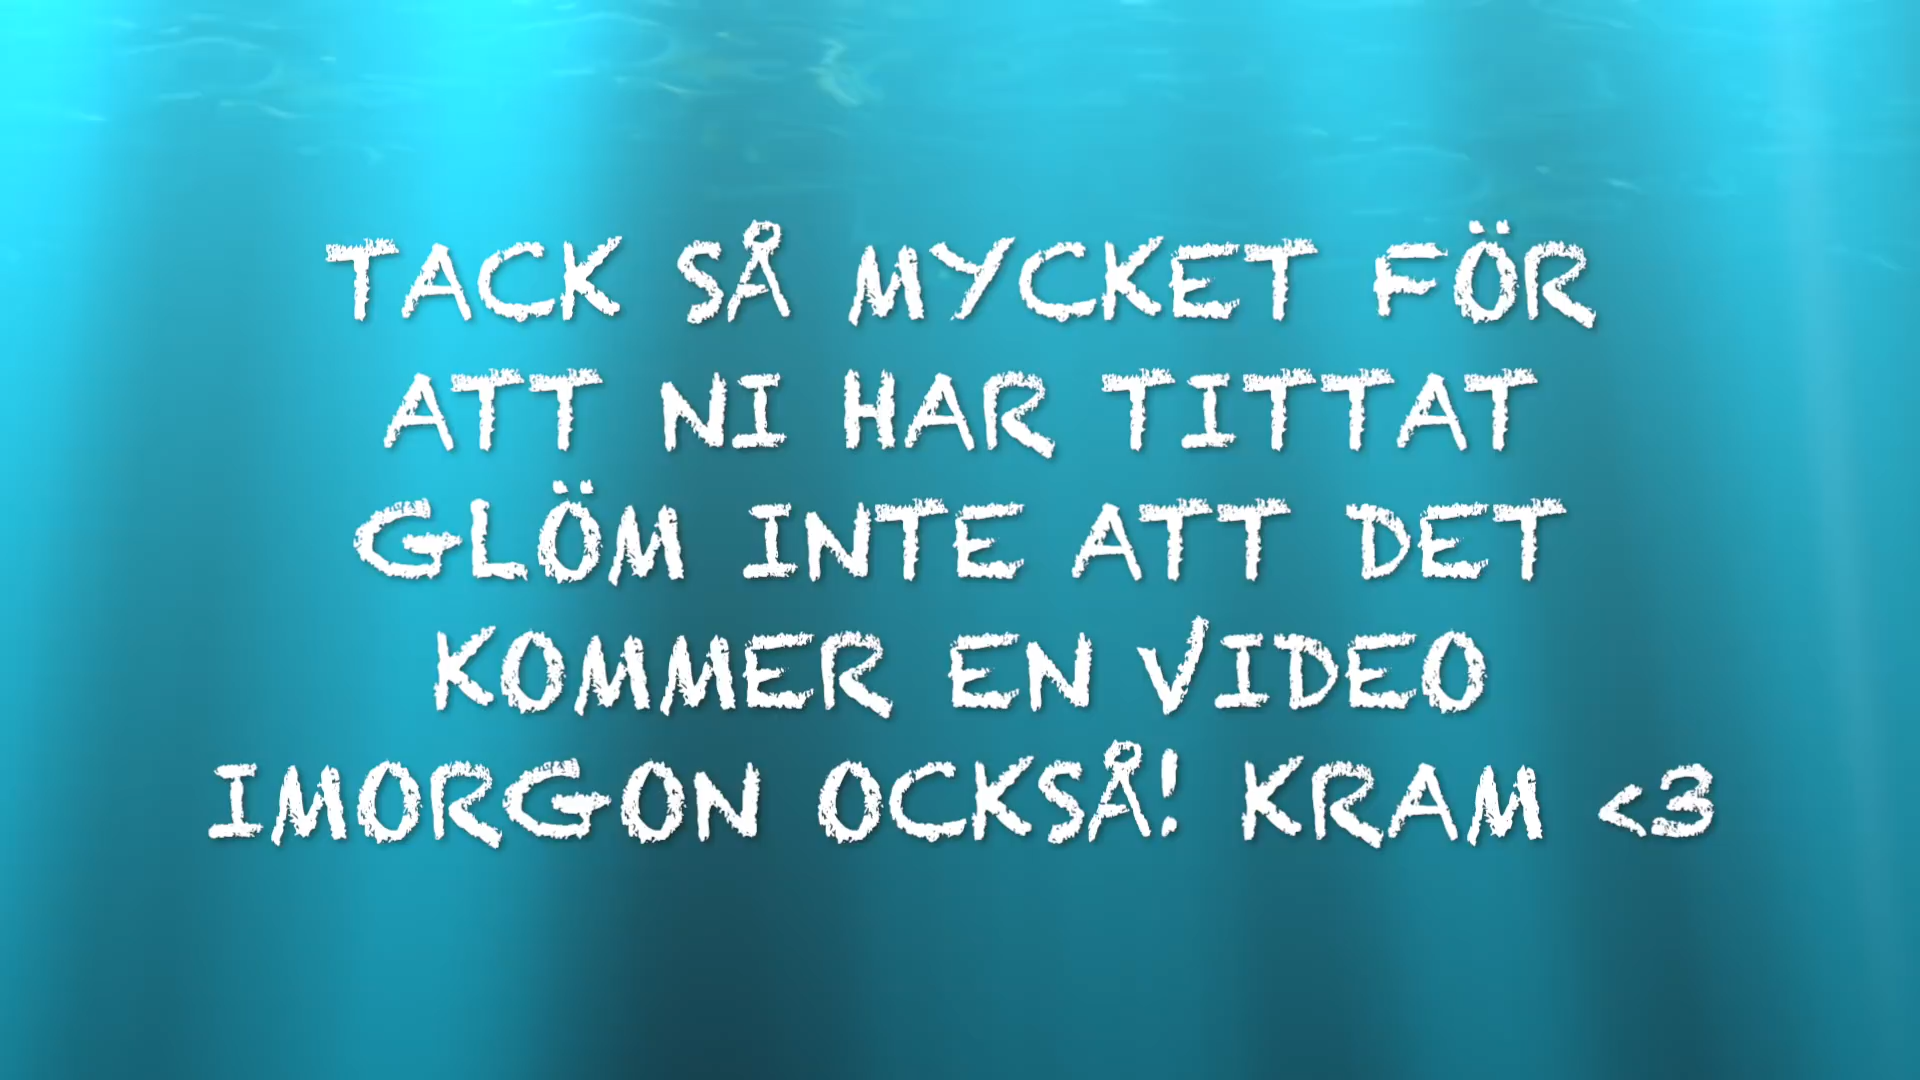 TACK SÅ MYCKET FÖR
ATT NI HAR TITTAT
GLÖM INTE ATT DET
KOMMER EN VIDEO
IMORGON OCKSÅ! KRAM <3